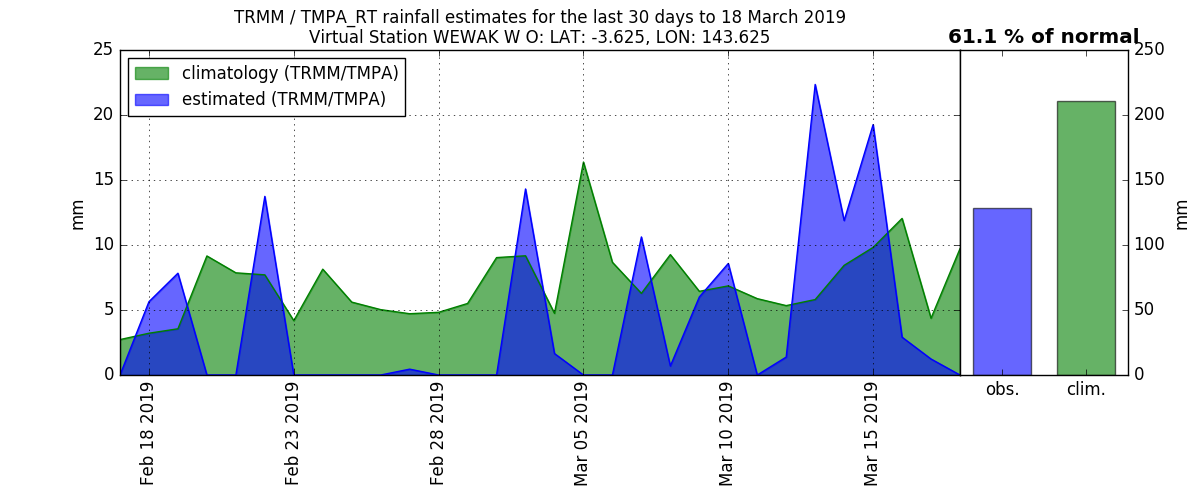 TRMM / TMPA_RT rainfall estimates for the last 30 days to 18 March 2019
Virtual Station WEWAK W O: LAT: -3.625, LON: 143.625
61.1 % of normal
climatology (TRMM/TMPA)
estimated (TRMM/TMPA)
25
20
15
10
5
0
mm
250
200
150
100
50
0
mm
obs. clim.
Feb 18 2019
Feb 23 2019
Feb 28 2019
Mar 05 2019
Mar 10 2019
Mar 15 2019